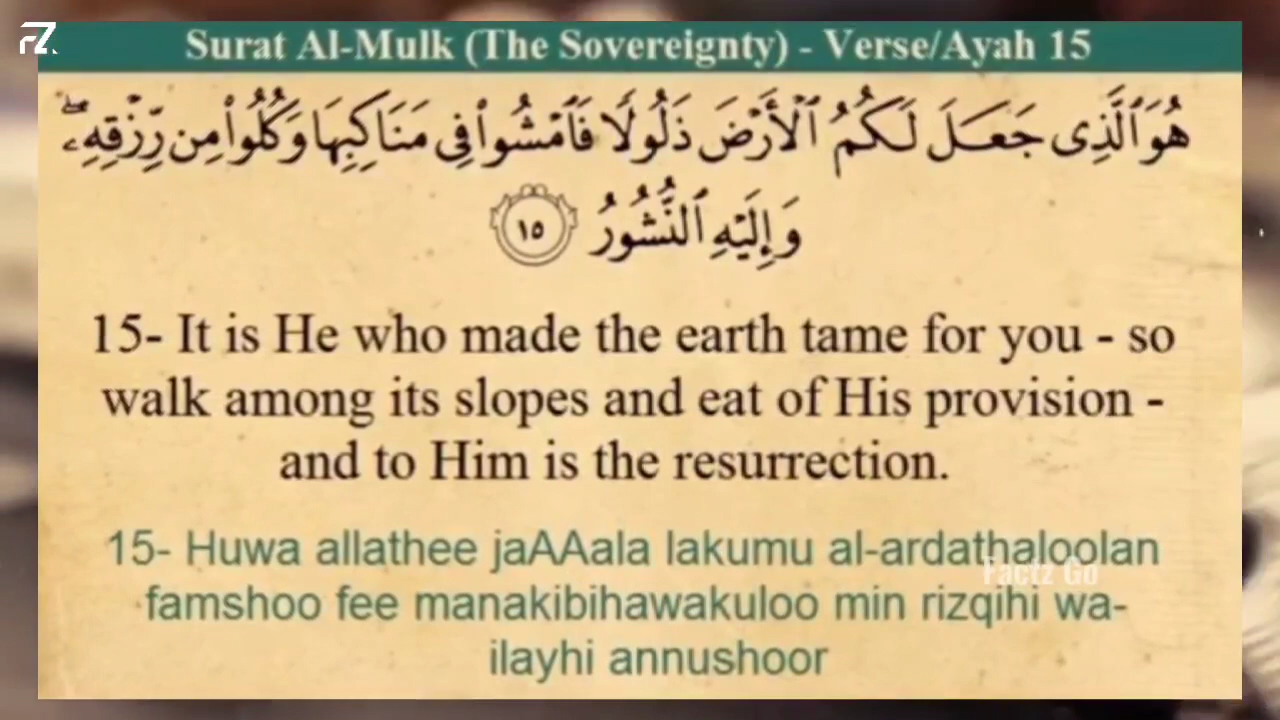 FZ
Surat Al-Mulk (The Sovereignty) - Verse/Ayah 15
هُوَ ٱلَّذِى جَعَلَ لَكُمُ ٱلْأَرْضَ ذَلُولًا فَٱمْشُوا۟ فِى مَنَاكِبِهَا وَكُلُوا۟ مِن رِّزْقِهِۦ ۖ
وَإِلَيْهِ ٱلنُّشُورُ ١٥
15- It is He who made the earth tame for you - so
walk among its slopes and eat of His provision -
and to Him is the resurrection.
15- Huwa allathee jaAAala lakumu al-ardathaloolan
Factz Go
famshoo fee manakibihawakuloo min rizqihi wa-
ilayhi annushoor